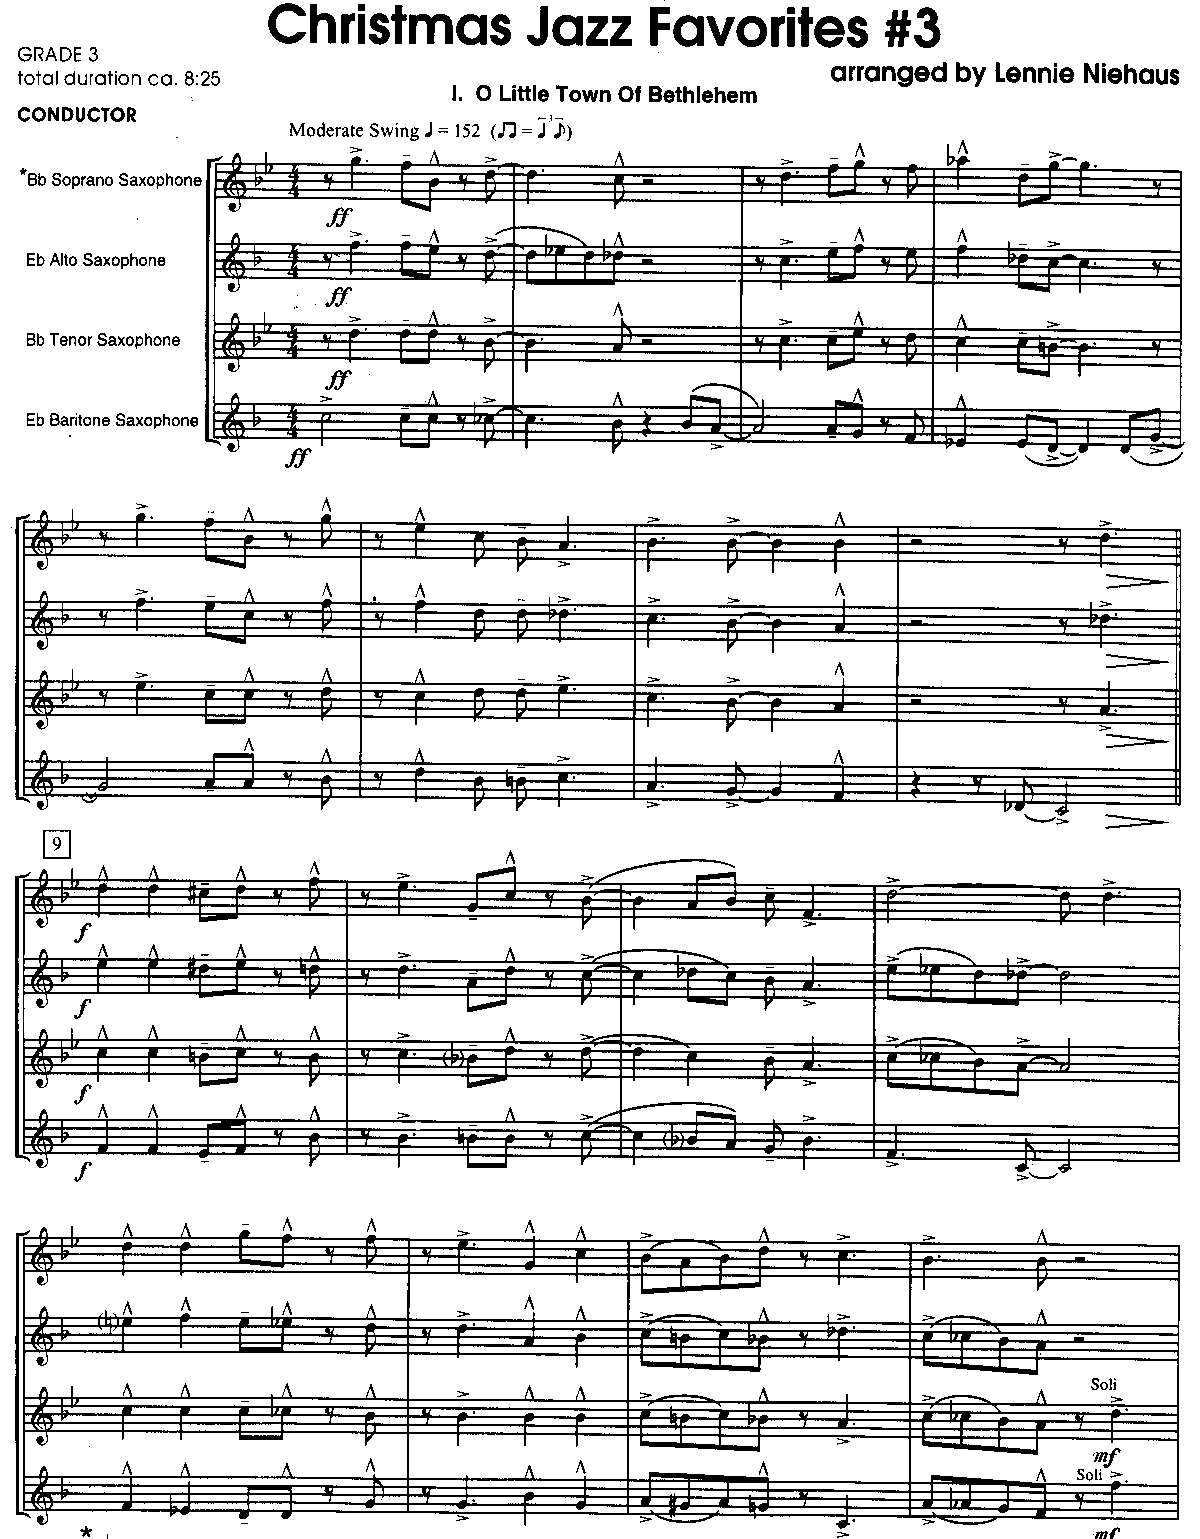 Christmas Jazz Favorites #3
GRADE 3
total duration ca. 8:25
arranged by Lennie Niehaus
I. O Little Town Of Bethlehem
CONDUCTOR
Moderate Swing ♩ = 152 (♫ = ♩ 3 ♪)
*Bb Soprano Saxophone
ff
Eb Alto Saxophone
ff
Bb Tenor Saxophone
ff
Eb Baritone Saxophone
ff
9
f
f
f
f
Soli
mf
Soli
mf
*